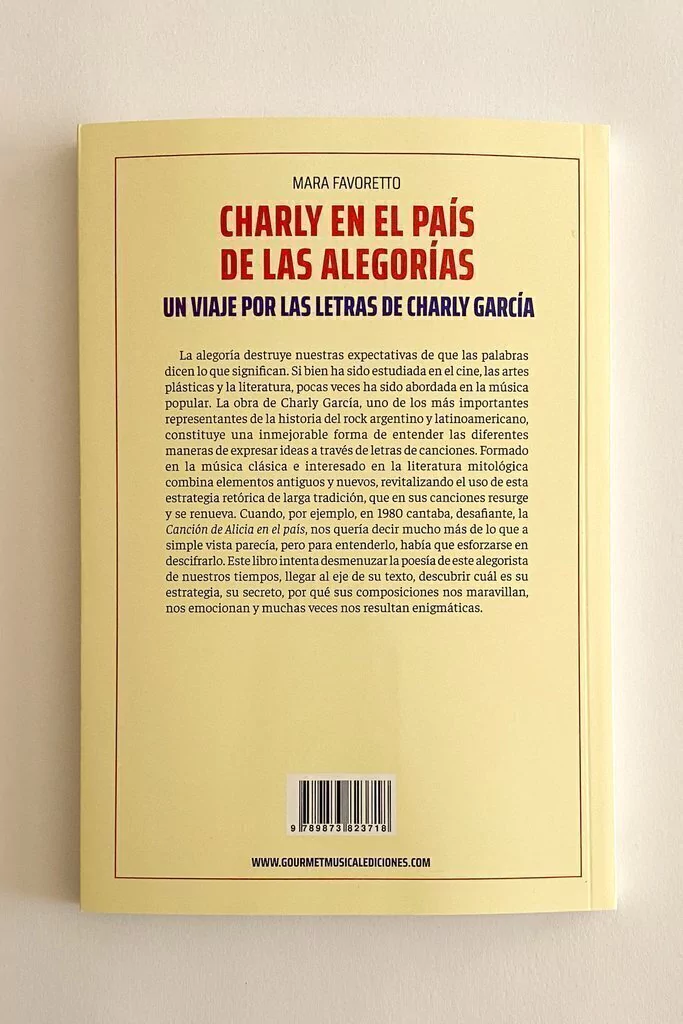 MARA FAVORETTO
CHARLY EN EL PAÍS
DE LAS ALEGORÍAS
UN VIAJE POR LAS LETRAS DE CHARLY GARCÍA
La alegoría destruye nuestras expectativas de que las palabras
dicen lo que significan. Si bien ha sido estudiada en el cine, las artes
plásticas y la literatura, pocas veces ha sido abordada en la música
popular. La obra de Charly García, uno de los más importantes
representantes de la historia del rock argentino y latinoamericano,
constituye una inmejorable forma de entender las diferentes
maneras de expresar ideas a través de letras de canciones. Formado
en la música clásica e interesado en la literatura mitológica
combina elementos antiguos y nuevos, revitalizando el uso de esta
estrategia retórica de larga tradición, que en sus canciones resurge
y se renueva. Cuando, por ejemplo, en 1980 cantaba, desafiante, la
Canción de Alicia en el país, nos quería decir mucho más de lo que a
simple vista parecía, pero para entenderlo, había que esforzarse en
descifrarlo. Este libro intenta desmenuzar la poesía de este alegorista
de nuestros tiempos, llegar al eje de su texto, descubrir cuál es su
estrategia, su secreto, por qué sus composiciones nos maravillan,
nos emocionan y muchas veces nos resultan enigmáticas.
9 789873 823718
WWW.GOURMETMUSICALEDICIONES.COM